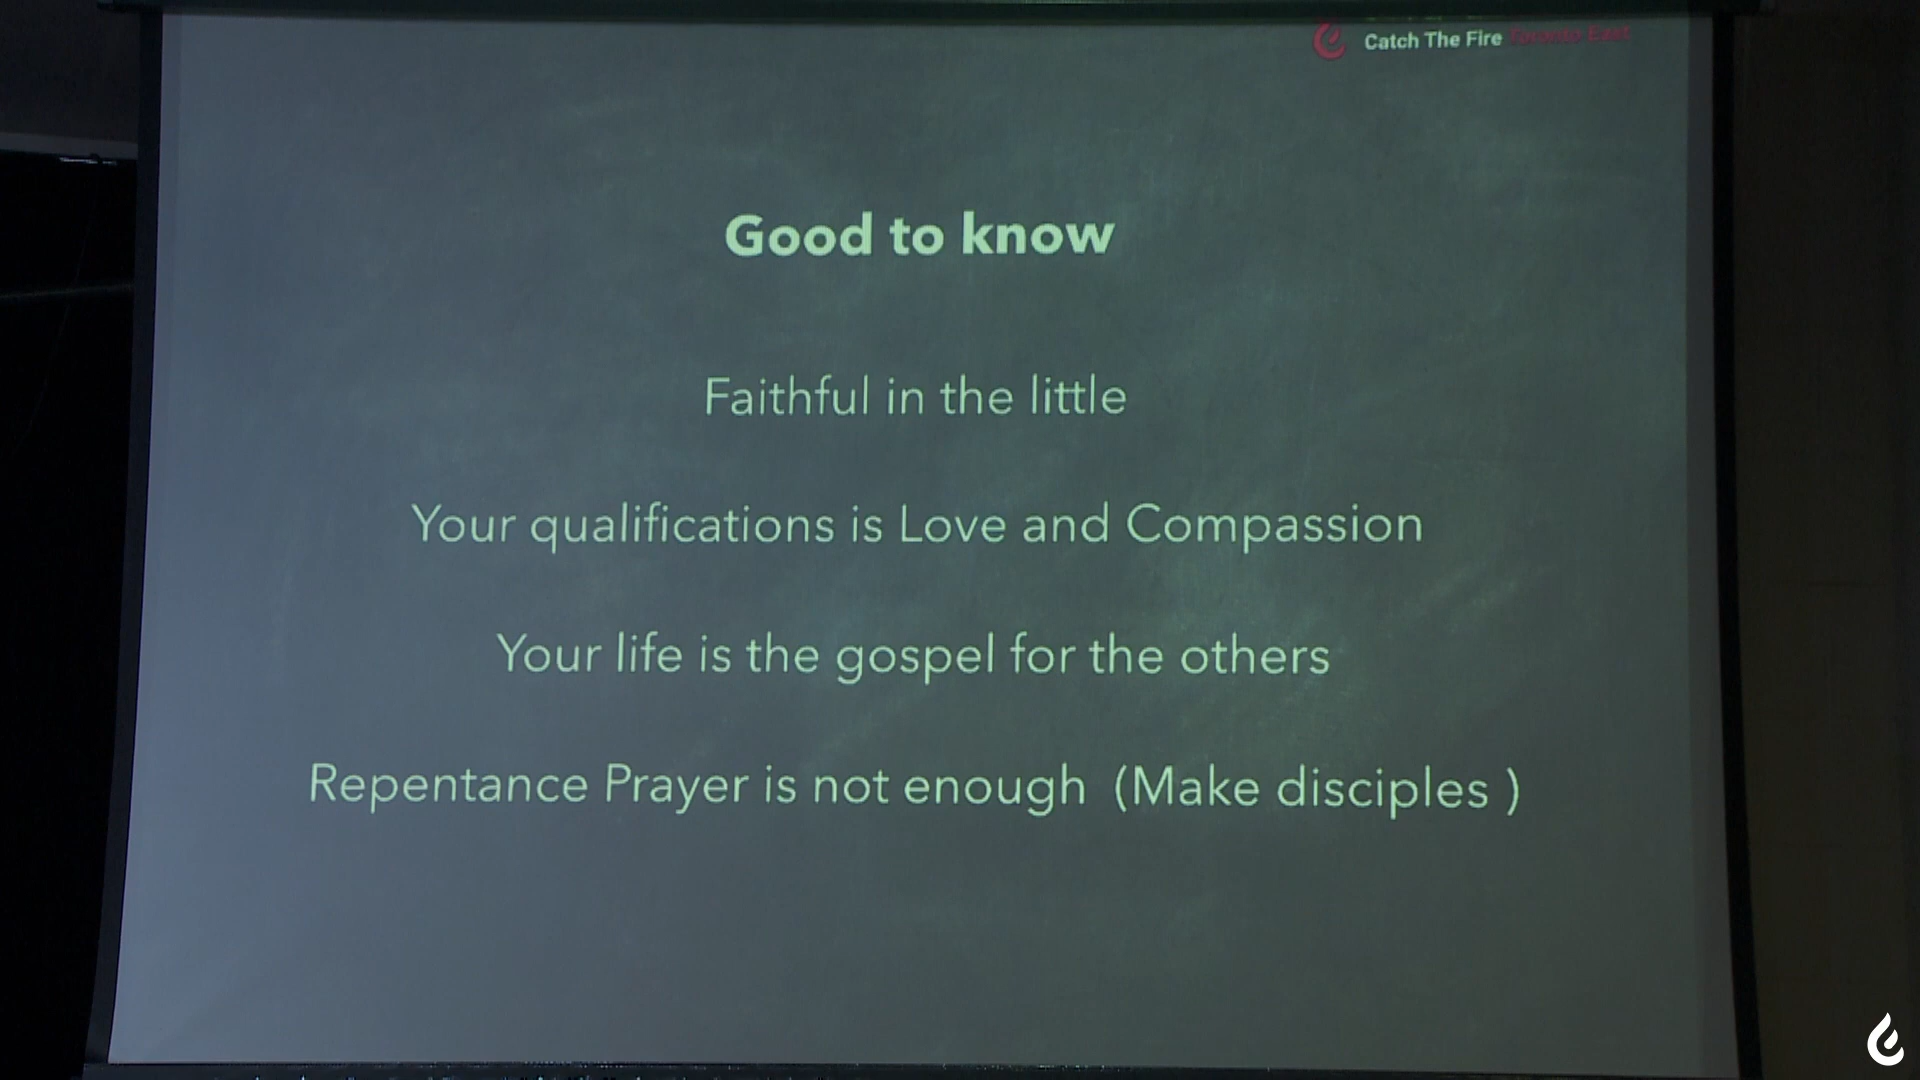 Catch The Fire Toronto East
Good to know
Faithful in the little
Your qualifications is Love and Compassion
Your life is the gospel for the others
Repentance Prayer is not enough (Make disciples )